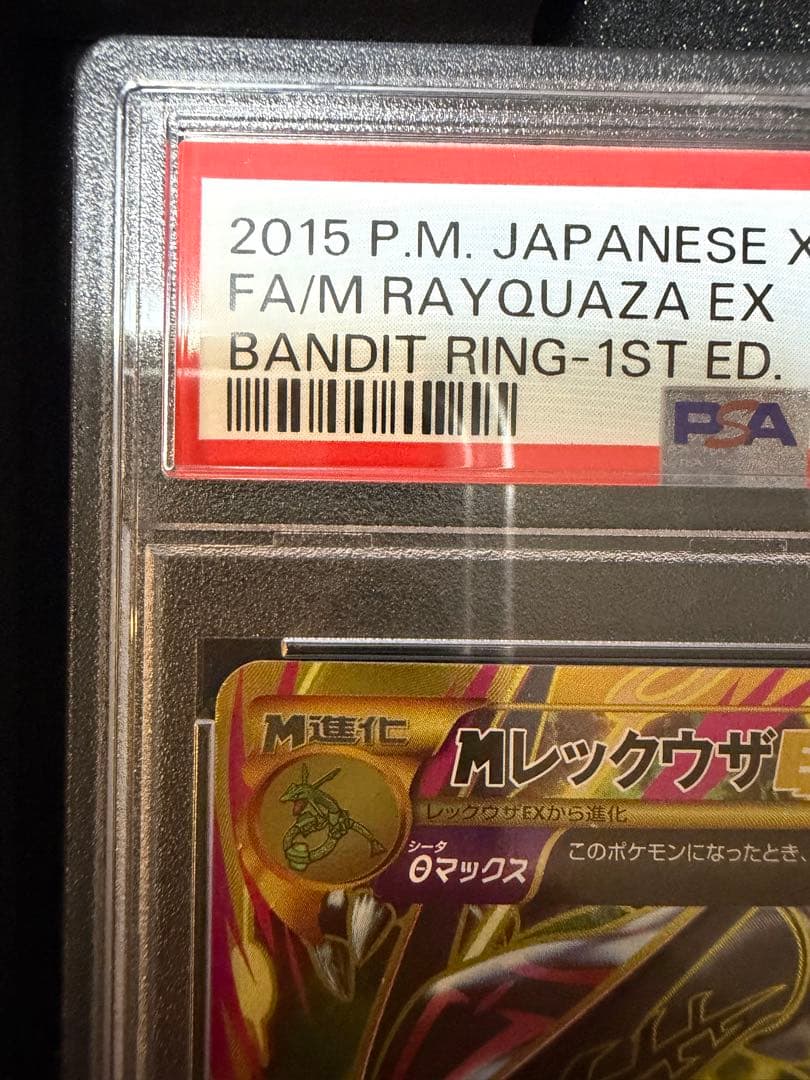 2015 P.M. JAPANESE X
FA/M RAYQUAZA EX
BANDIT RING-1ST ED.
PSA
M進化
MレックウザE
レックウザEXから進化
シータ
θマックス
このポケモンになったとき、